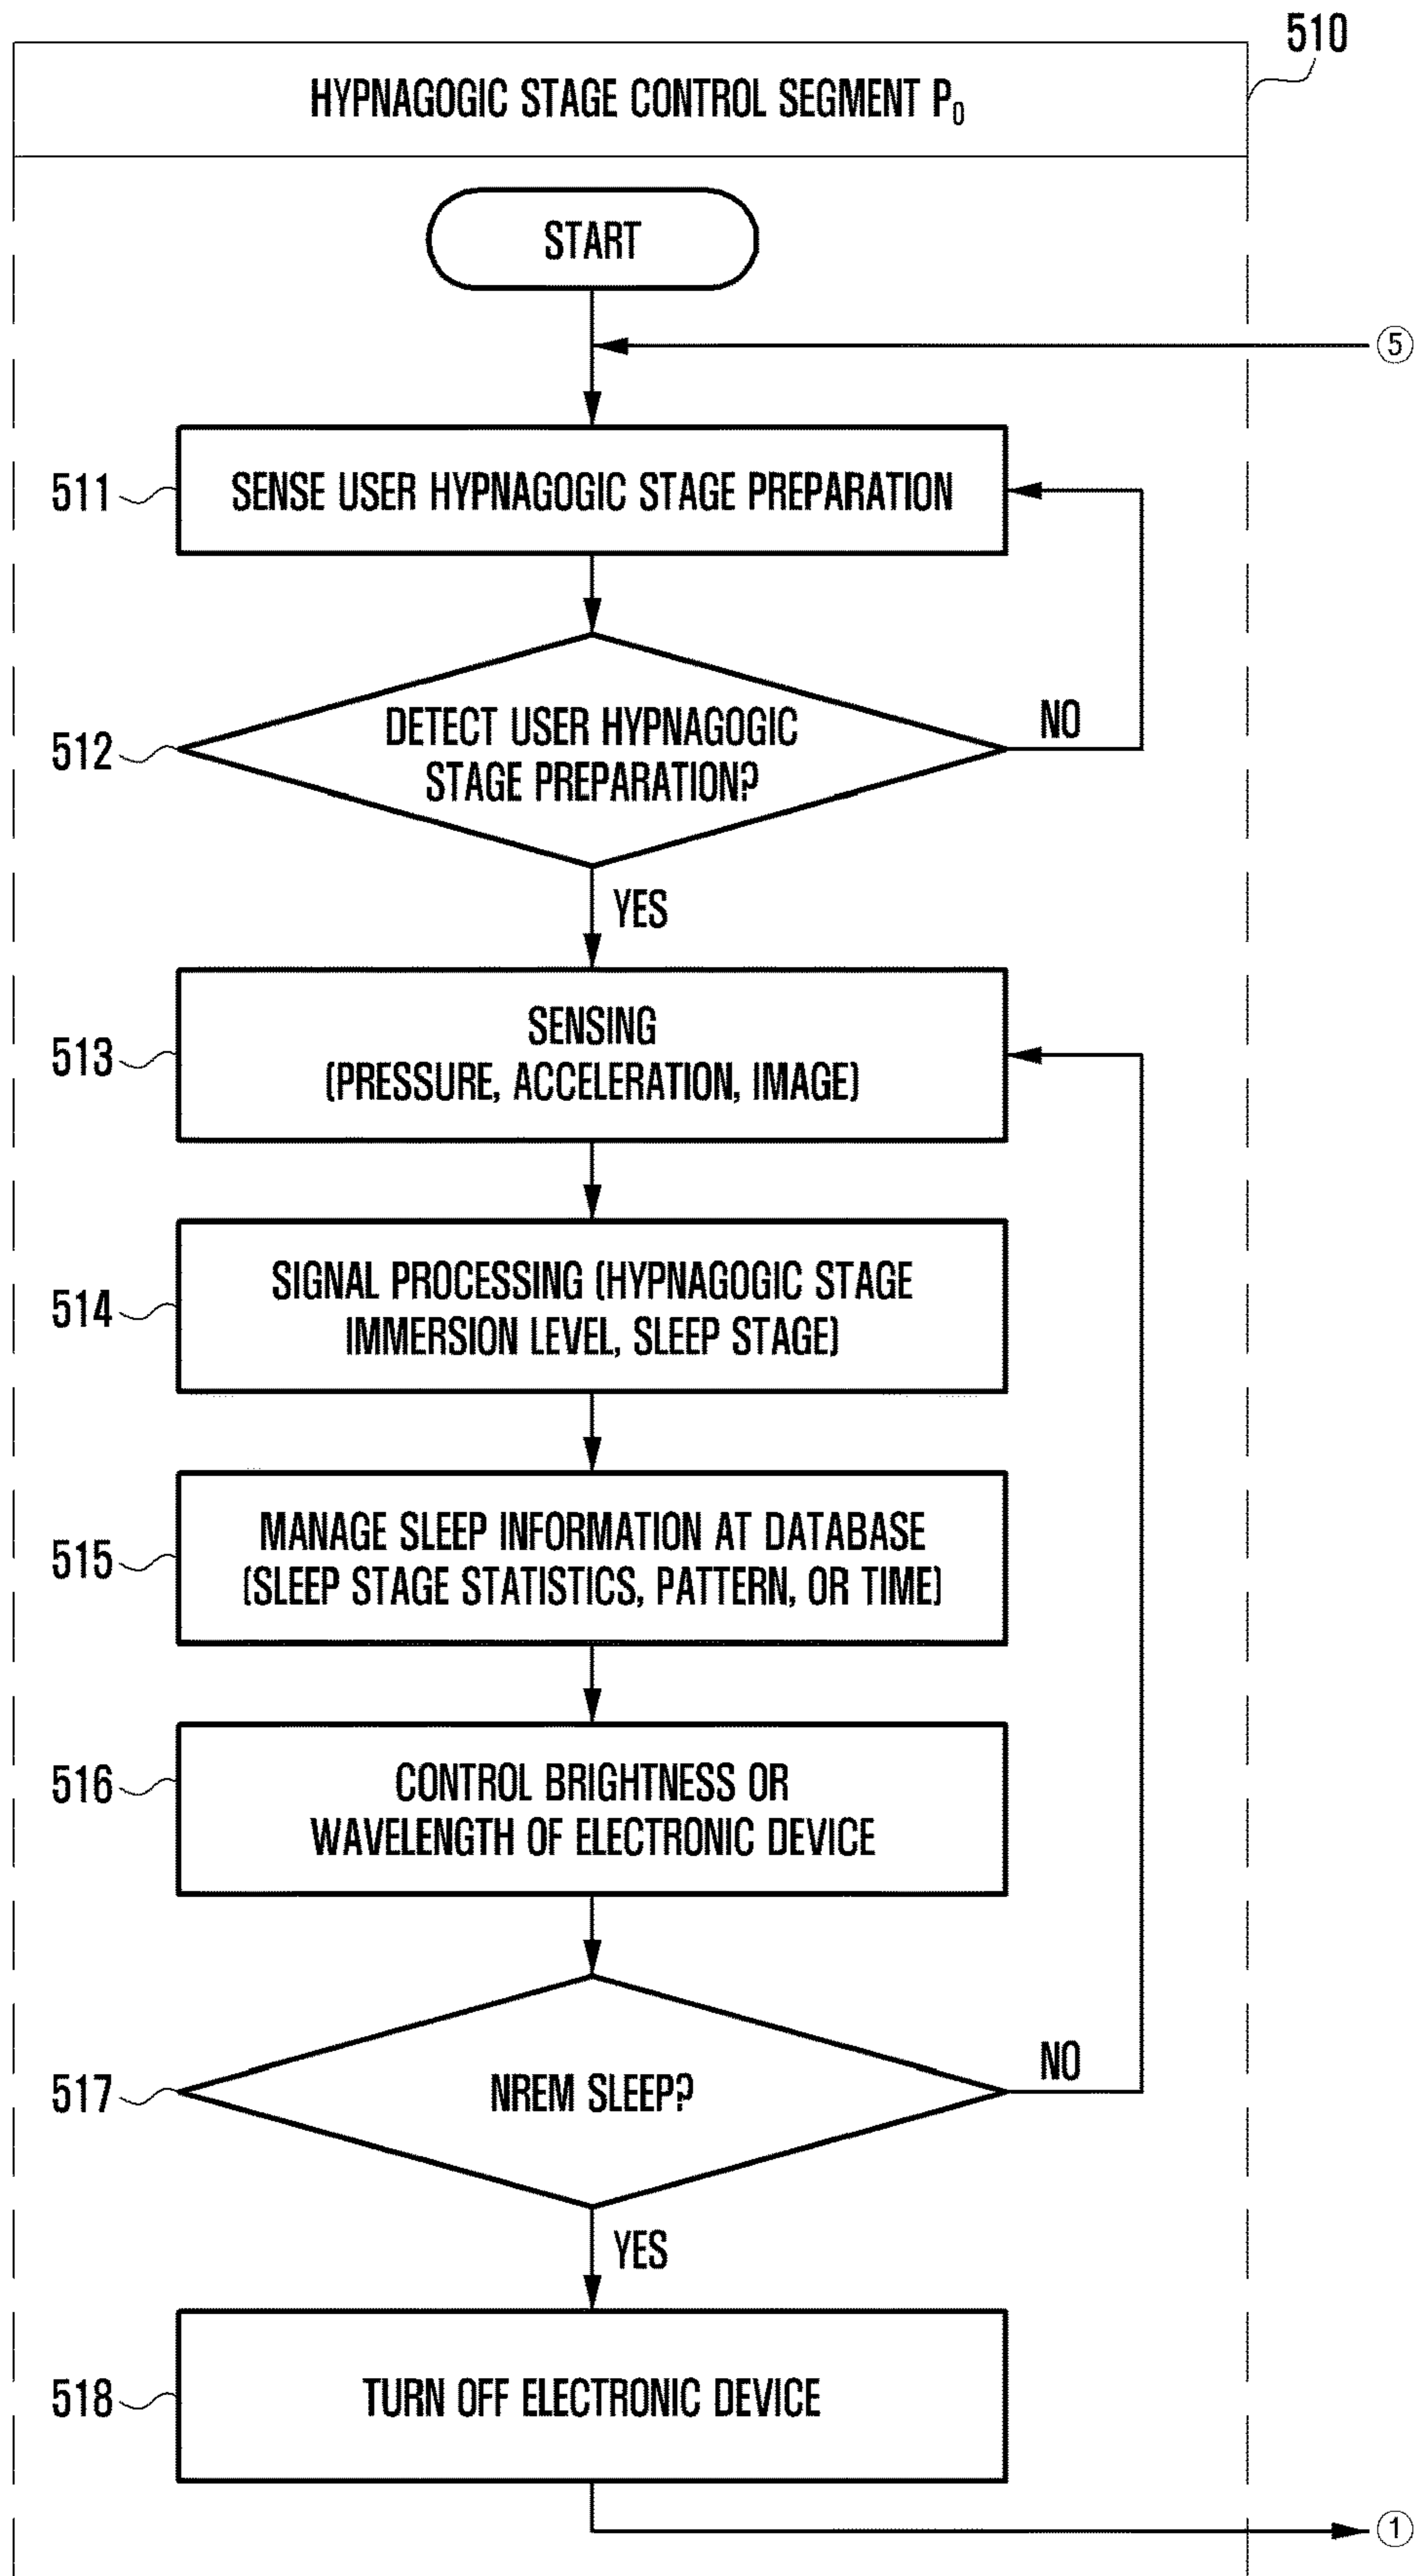 510
HYPNAGOGIC STAGE CONTROL SEGMENT P₀
START
⑤
511
SENSE USER HYPNAGOGIC STAGE PREPARATION
512
DETECT USER HYPNAGOGIC
STAGE PREPARATION?
NO
YES
513
SENSING
(PRESSURE, ACCELERATION, IMAGE)
514
SIGNAL PROCESSING (HYPNAGOGIC STAGE
IMMERSION LEVEL, SLEEP STAGE)
515
MANAGE SLEEP INFORMATION AT DATABASE
(SLEEP STAGE STATISTICS, PATTERN, OR TIME)
516
CONTROL BRIGHTNESS OR
WAVELENGTH OF ELECTRONIC DEVICE
517
NREM SLEEP?
NO
YES
518
TURN OFF ELECTRONIC DEVICE
①